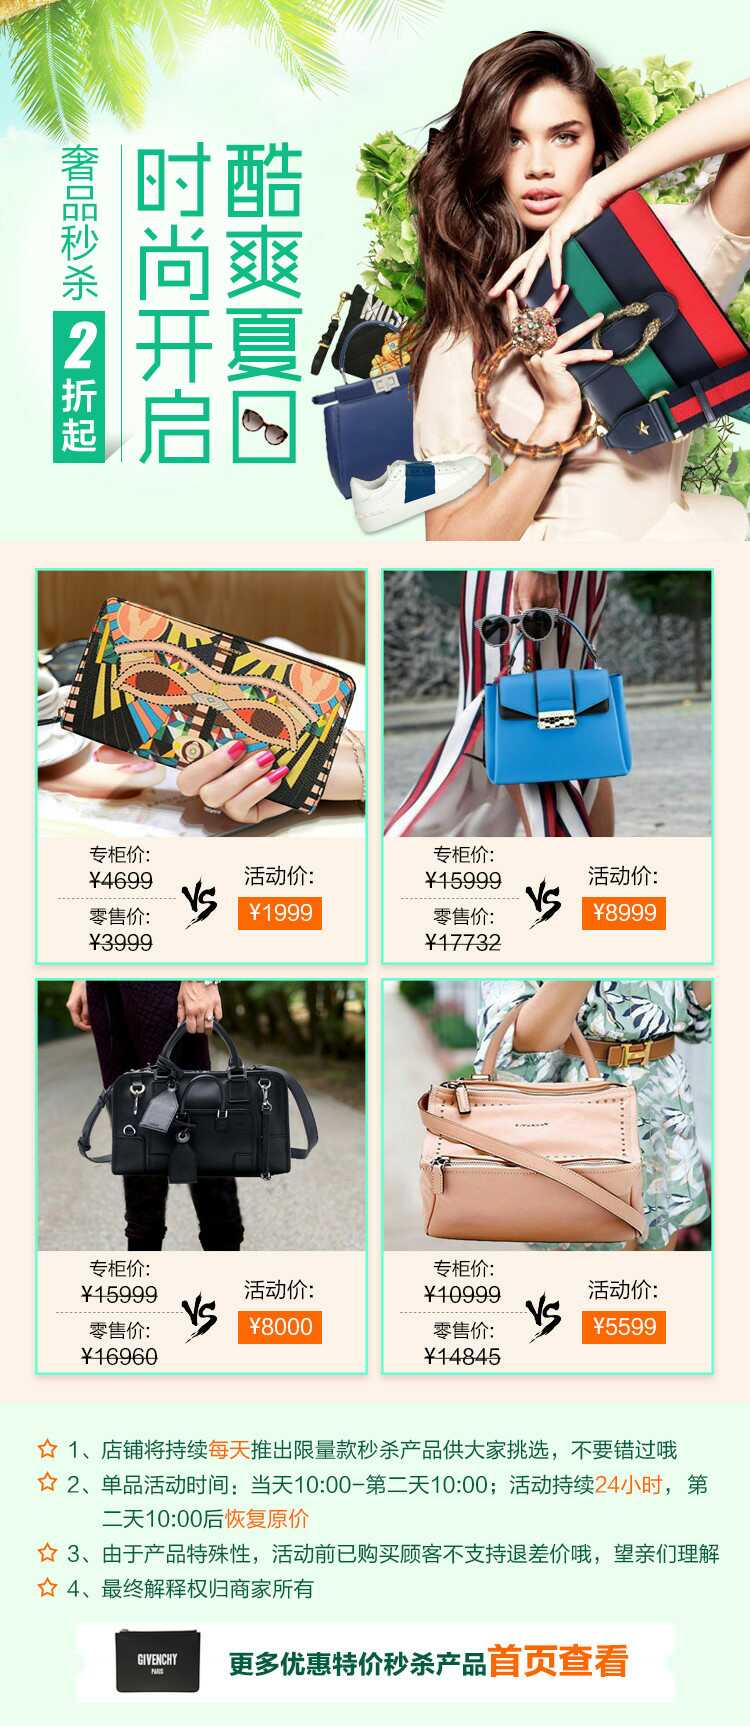 酷爽夏日
时尚开启
奢品秒杀
2折起
MISS
专柜价:
¥4699
零售价:
¥3999
VS
活动价:
¥1999
专柜价:
¥15999
零售价:
¥17732
VS
活动价:
¥8999
专柜价:
¥15999
零售价:
¥16960
VS
活动价:
¥8000
GIVENCHY
专柜价:
¥10999
零售价:
¥14845
VS
活动价:
¥5599
1、店铺将持续每天推出限量款秒杀产品供大家挑选，不要错过哦
2、单品活动时间：当天10:00-第二天10:00；活动持续24小时，第
二天10:00后恢复原价
3、由于产品特殊性，活动前已购买顾客不支持退差价哦，望亲们理解
4、最终解释权归商家所有
GIVENCHY
PARIS
更多优惠特价秒杀产品首页查看